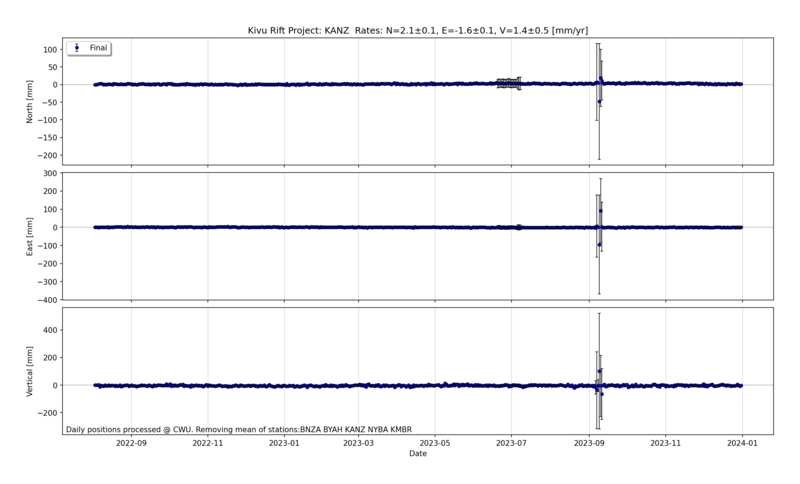 Kivu Rift Project: KANZ  Rates: N=2.1±0.1, E=-1.6±0.1, V=1.4±0.5 [mm/yr]
Final
North [mm]
100
50
0
−50
−100
−150
−200
East [mm]
300
200
100
0
−100
−200
−300
−400
Vertical [mm]
400
200
0
−200
Daily positions processed @ CWU. Removing mean of stations:BNZA BYAH KANZ NYBA KMBR
2022-09 2022-11 2023-01 2023-03 2023-05 2023-07 2023-09 2023-11 2024-01
Date